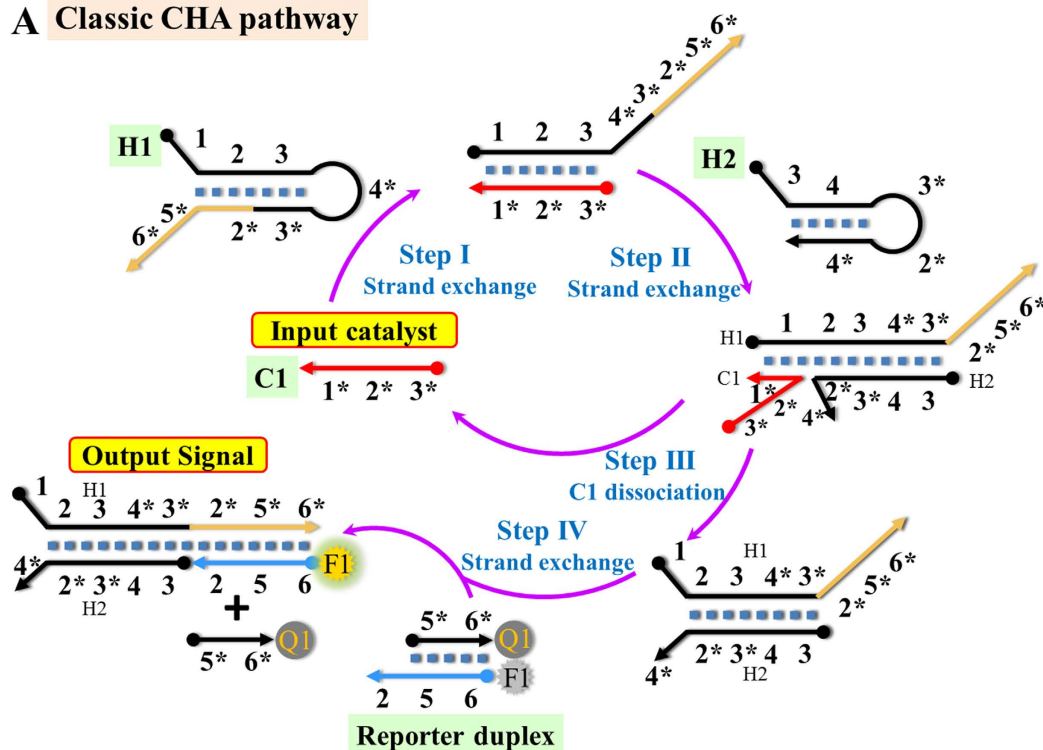 A Classic CHA pathway
H1
1 2 3
4*
6* 5* 2* 3*
1 2 3 4* 3* 2* 5* 6*
1* 2* 3*
H2
3 4 3*
4* 2*
Step I
Strand exchange
Step II
Strand exchange
Input catalyst
C1
1* 2* 3*
H1 1 2 3 4* 3* 2* 5* 6*
C1 1* 2* 3* 4* 2* 3* 4 3 H2
Step III
C1 dissociation
Output Signal
1 2 3 4* 3* 2* 5* 6*
H1
4* 2* 3* 4 3 2 5 6 F1
H2
+
5* 6* Q1
Step IV
Strand exchange
5* 6* Q1
2 5 6 F1
Reporter duplex
H1
1 2 3 4* 3* 2* 5* 6*
4* 2* 3* 4 3
H2